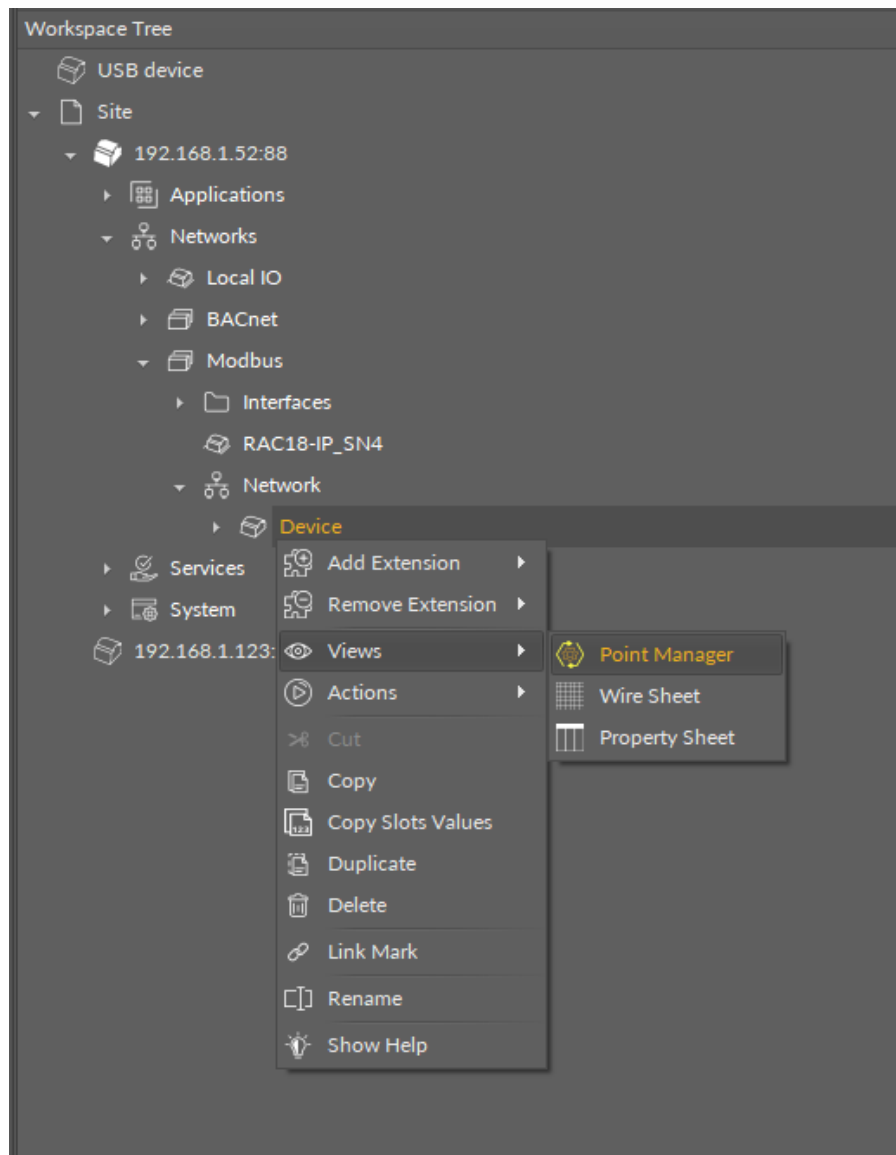 Workspace Tree
USB device
Site
192.168.1.52:88
Applications
Networks
Local IO
BACnet
Modbus
Interfaces
RAC18-IP_SN4
Network
Device
Services
System
192.168.1.123:
Add Extension
Remove Extension
Views
Actions
Cut
Copy
Copy Slots Values
Duplicate
Delete
Link Mark
Rename
Show Help
Point Manager
Wire Sheet
Property Sheet